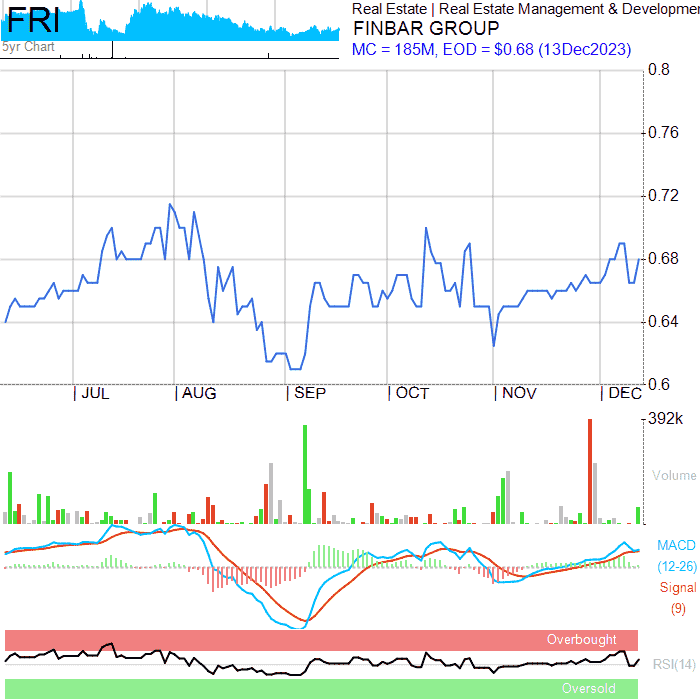 FRI
5yr Chart
Real Estate | Real Estate Management & Developmen
FINBAR GROUP
MC = 185M, EOD = $0.68 (13Dec2023)
0.8
0.76
0.72
0.68
0.64
0.6
| JUL | AUG | SEP | OCT | NOV | DEC
392k
Volume
MACD
(12-26)
Signal
(9)
Overbought
RSI(14)
Oversold